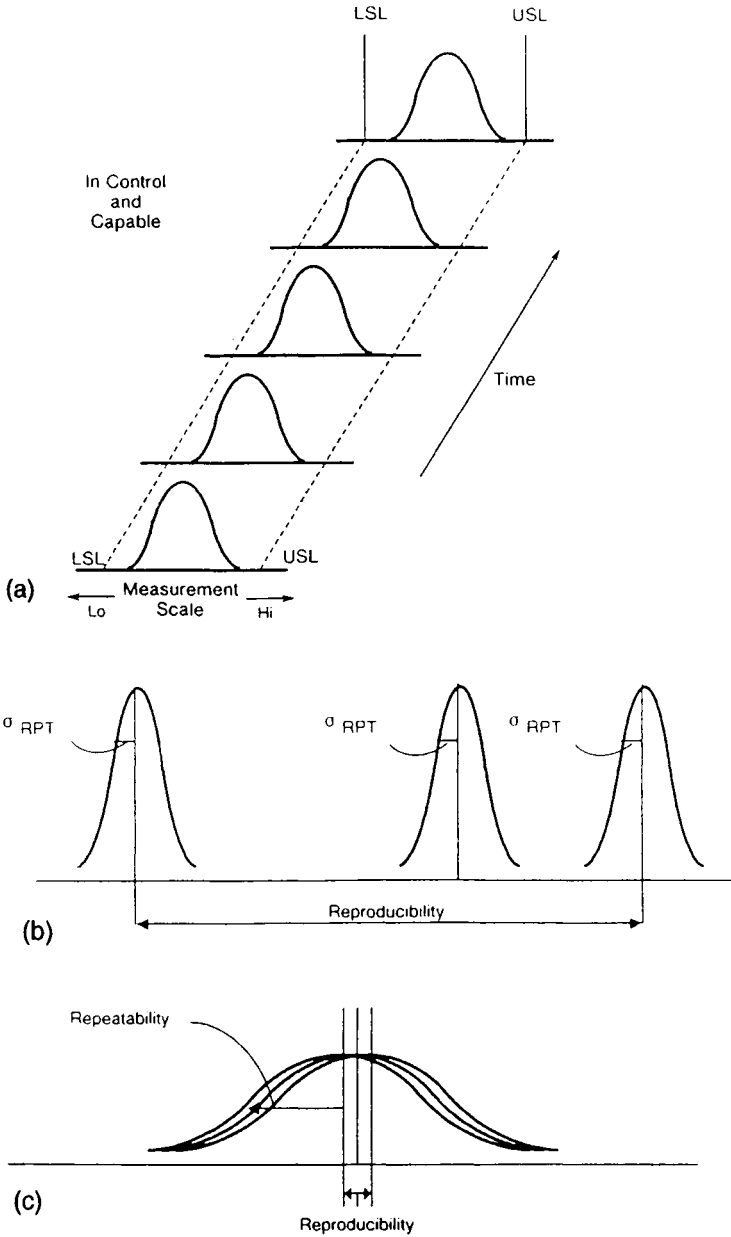 LSL USL
In Control
and
Capable
Time
LSL USL
(a)
Measurement
Scale
Lo Hi
σ RPT σ RPT σ RPT
Reproducibility
(b)
Repeatability
(c)
Reproducibility